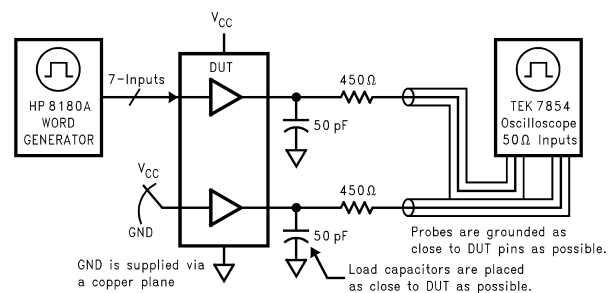 V_CC
DUT
7-Inputs
HP 8180A
WORD
GENERATOR
450Ω
50 pF
TEK 7854
Oscilloscope
50Ω Inputs
V_CC
GND
450Ω
50 pF
Probes are grounded as
close to DUT pins as possible.
GND is supplied via
a copper plane
Load capacitors are placed
as close to DUT as possible.